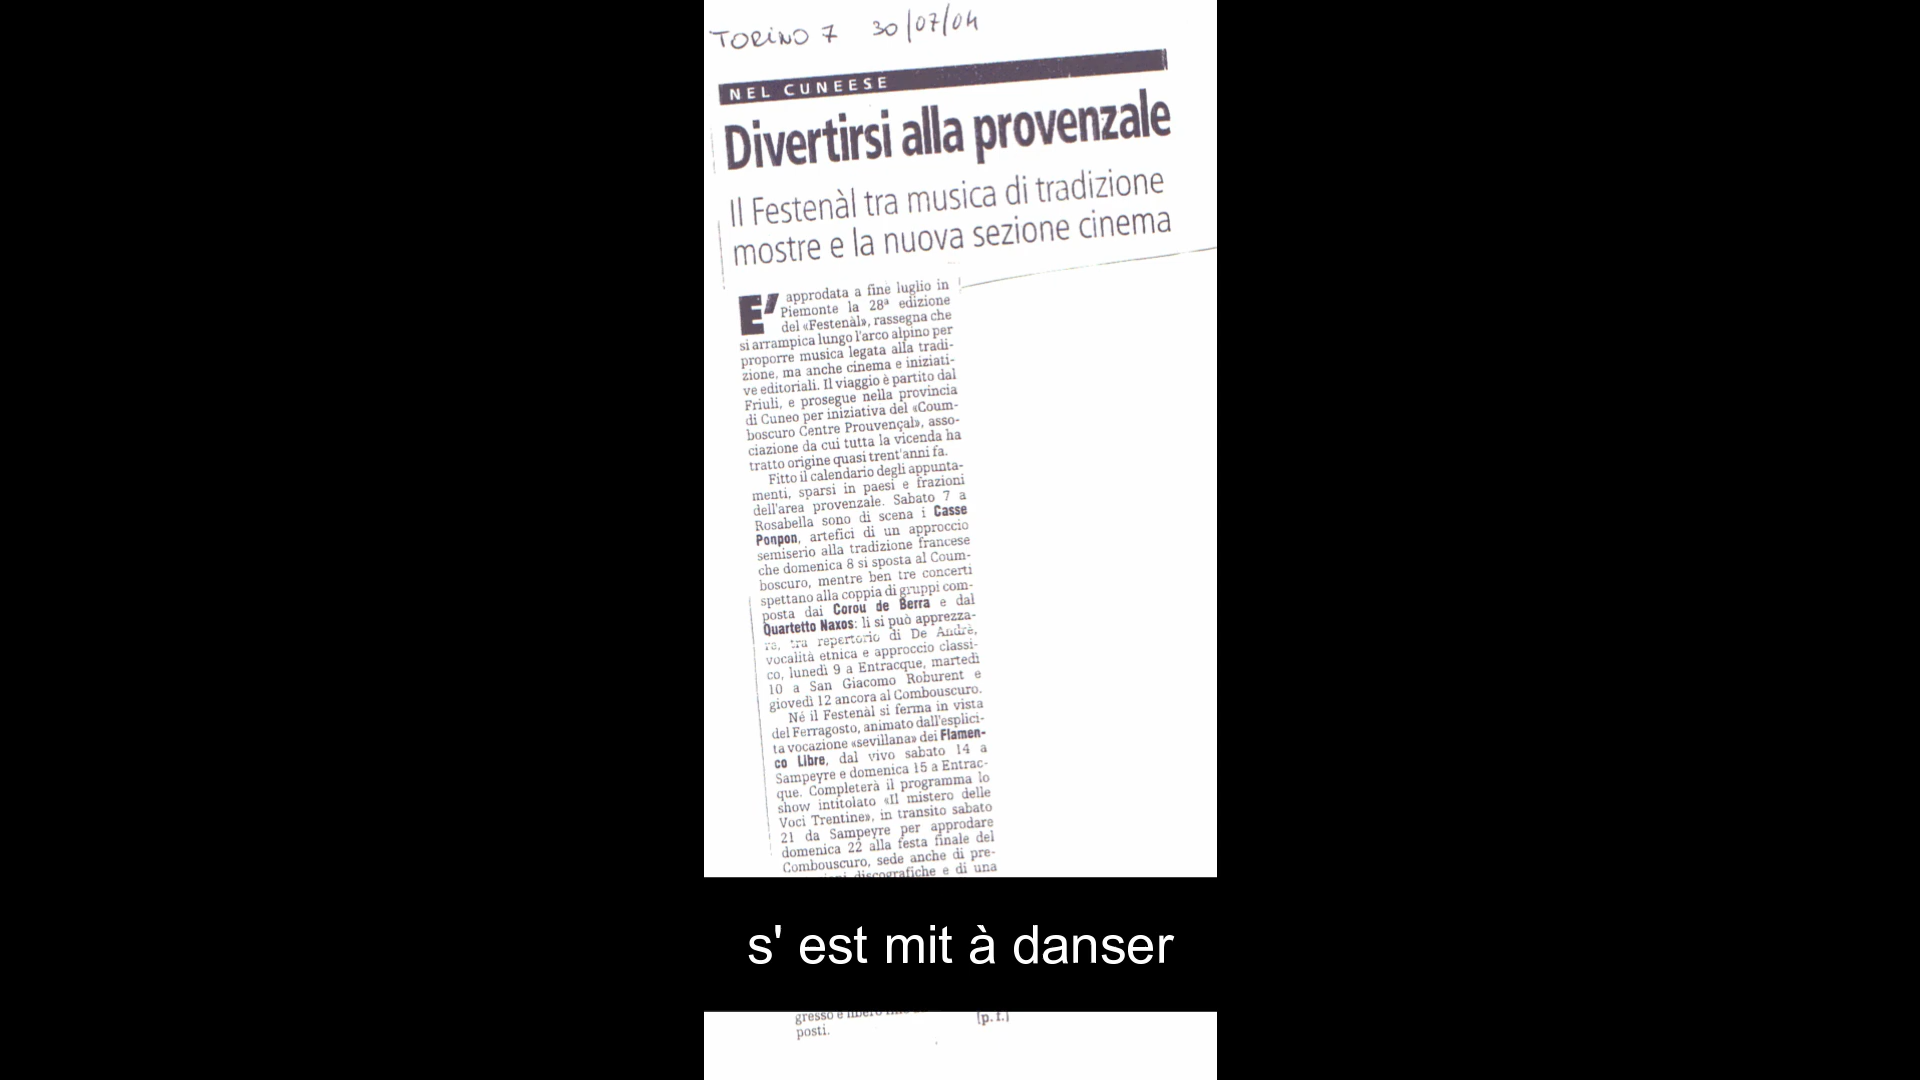 TORINO 7 30/07/04
NEL CUNEESE
Divertirsi alla provenzale
Il Festenàl tra musica di tradizione
mostre e la nuova sezione cinema
E' approdata a fine luglio in
Piemonte la 28ª edizione
del «Festenàl», rassegna che
si arrampica lungo l'arco alpino per
proporre musica legata alla tradi-
zione, ma anche cinema e iniziati-
ve editoriali. Il viaggio è partito dal
Friuli, e prosegue nella provincia
di Cuneo per iniziativa del «Coum-
boscuro Centre Prouvençal», asso-
ciazione da cui tutta la vicenda ha
tratto origine quasi trent'anni fa.
Fitto il calendario degli appunta-
menti, sparsi in paesi e frazioni
dell'area provenzale. Sabato 7 a
Rosabella sono di scena i Casse
Ponpon, artefici di un approccio
semiserio alla tradizione francese
che domenica 8 si sposta al Coum-
boscuro, mentre ben tre concerti
spettano alla coppia di gruppi com-
posta dai Corou de Berra e dal
Quartetto Naxos: li si può apprezza-
re, tra repertorio di De Andrè,
vocalità etnica e approccio classi-
co, lunedì 9 a Entracque, martedì
10 a San Giacomo Roburent e
giovedì 12 ancora al Combouscuro.
Né il Festenàl si ferma in vista
del Ferragosto, animato dall'esplici-
ta vocazione «sevillana» dei Flamen-
co Libre, dal vivo sabato 14 a
Sampeyre e domenica 15 a Entrac-
que. Completerà il programma lo
show intitolato «Il mistero delle
Voci Trentine», in transito sabato
21 da Sampeyre per approdare
domenica 22 alla festa finale del
Combouscuro, sede anche di pre-
discografiche e di una
s' est mit à danser
gresso e libero
posti. [p. f.]